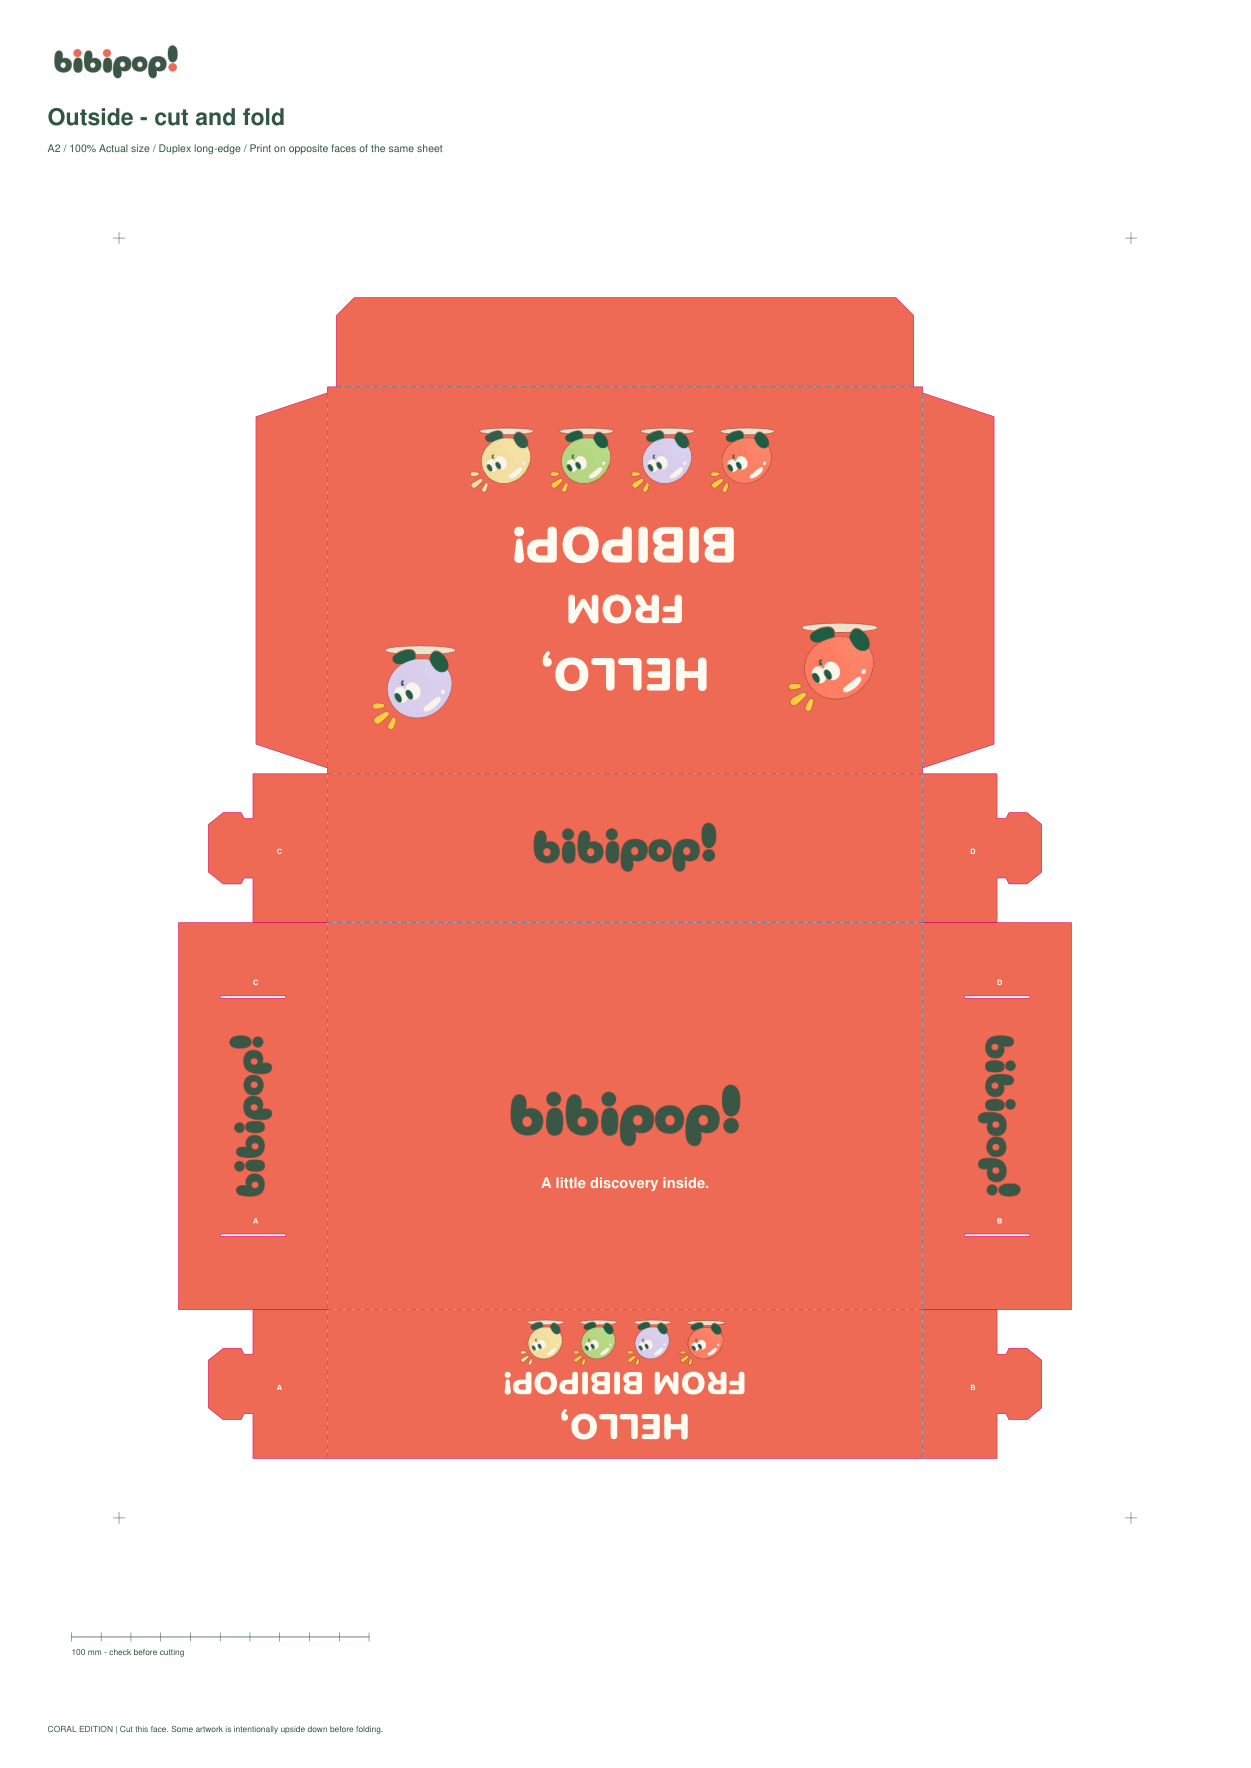 bibipop!
Outside - cut and fold
A2 / 100% Actual size / Duplex long-edge / Print on opposite faces of the same sheet
HELLO,
FROM
BIBIPOP!
C
bibipop!
D
C
D
bibipop!
bibipop!
bibipop!
A little discovery inside.
A
B
A
HELLO,
FROM BIBIPOP!
B
100 mm - check before cutting
CORAL EDITION | Cut this face. Some artwork is intentionally upside down before folding.